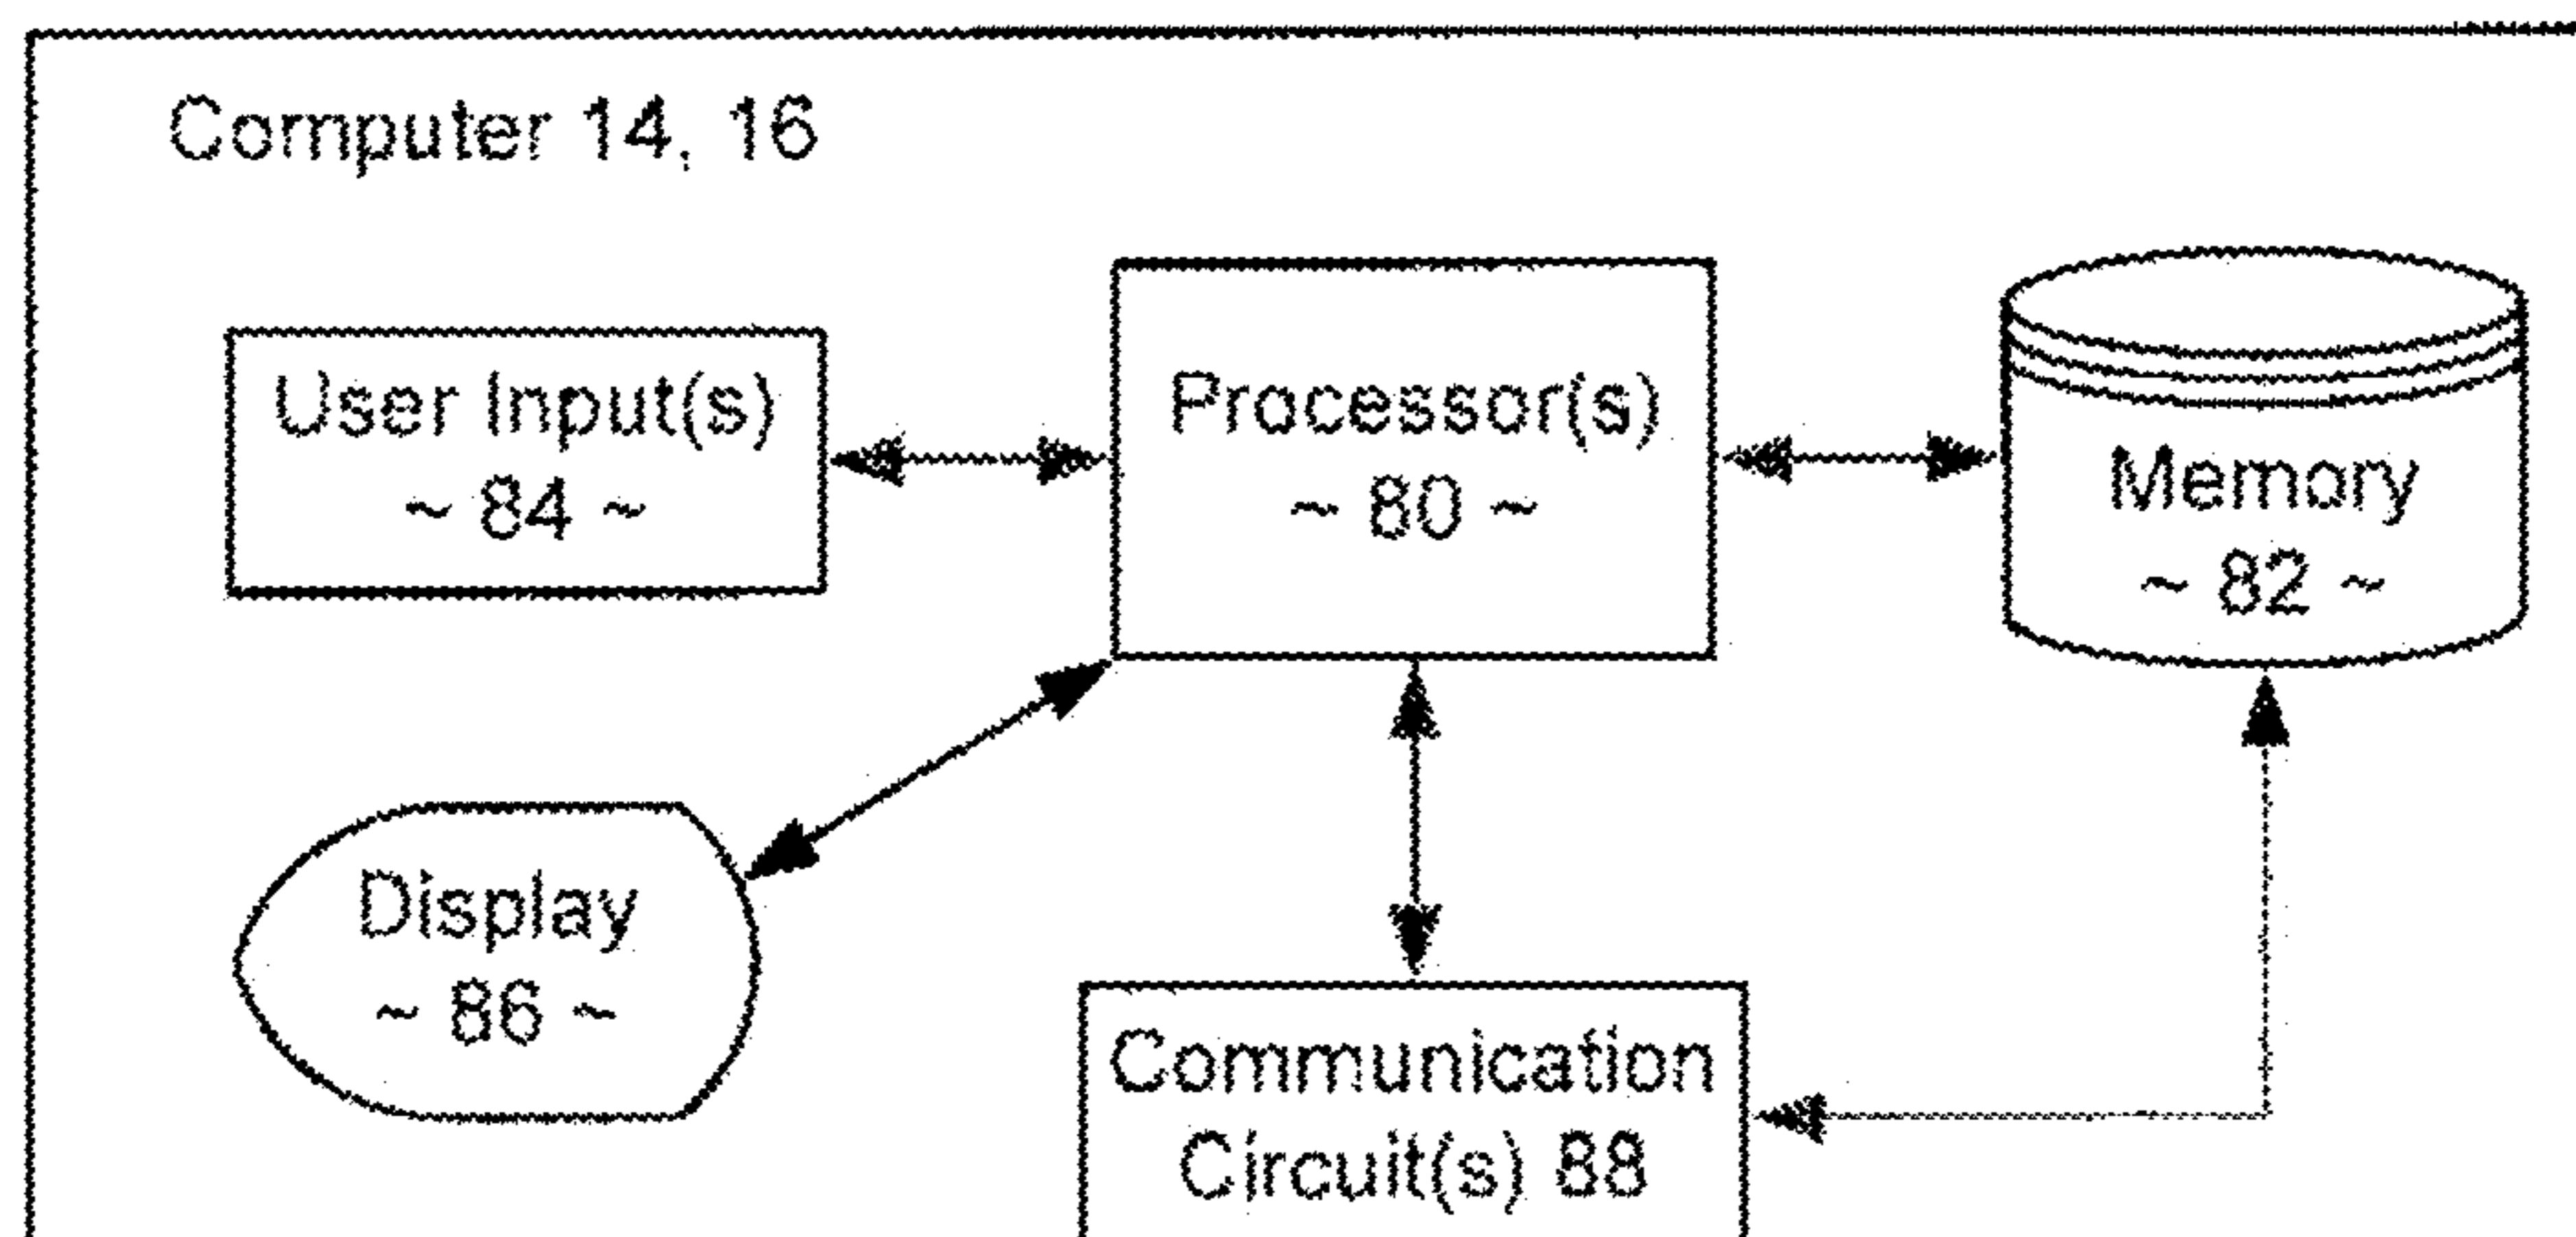 Computer 14, 16
User Input(s)
~ 84 ~
Processor(s)
~ 80 ~
Memory
~ 82 ~
Display
~ 86 ~
Communication
Circuit(s) 88